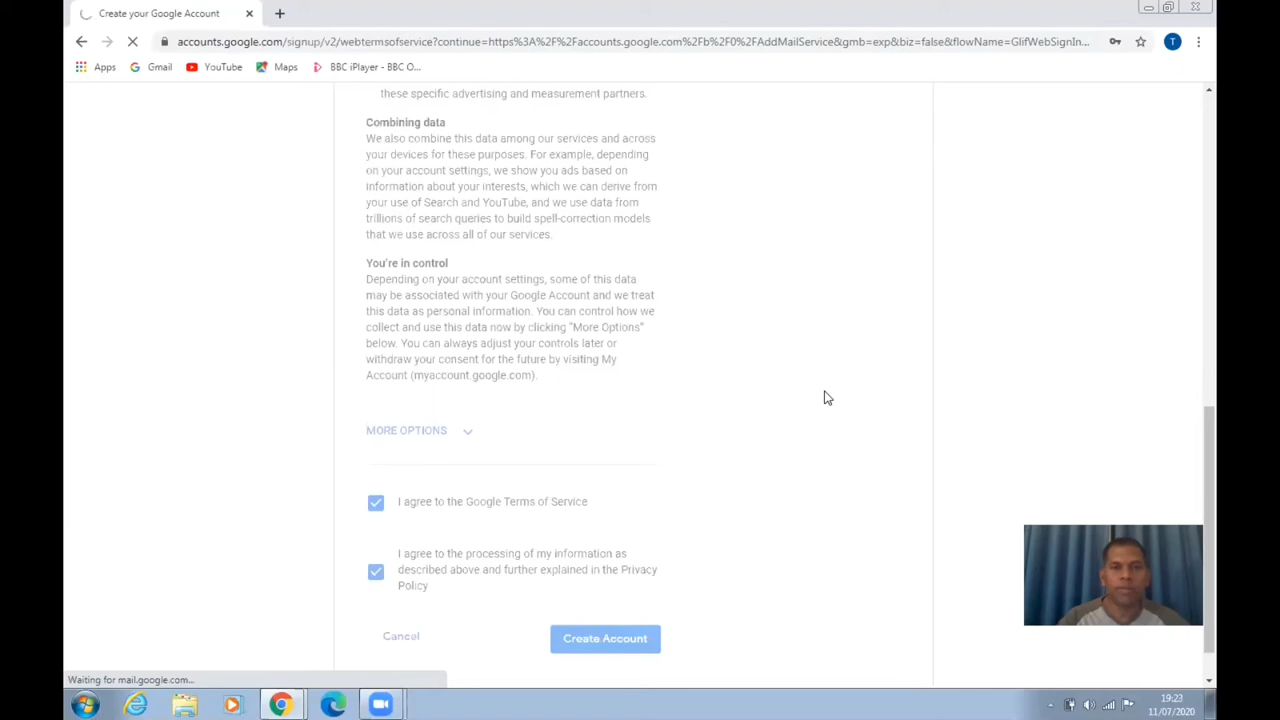 Create your Google Account
accounts.google.com/signup/v2/webtermsofservice?continue=https%3A%2F%2Faccounts.google.com%2Fb%2F0%2FAddMailService&gmb=exp&biz=false&flowName=GlifWebSignIn...
T
Apps
Gmail
YouTube
Maps
BBC iPlayer - BBC O...
these specific advertising and measurement partners.
Combining data
We also combine this data among our services and across
your devices for these purposes. For example, depending
on your account settings, we show you ads based on
information about your interests, which we can derive from
your use of Search and YouTube, and we use data from
trillions of search queries to build spell-correction models
that we use across all of our services.
You're in control
Depending on your account settings, some of this data
may be associated with your Google Account and we treat
this data as personal information. You can control how we
collect and use this data now by clicking "More Options"
below. You can always adjust your controls later or
withdraw your consent for the future by visiting My
Account (myaccount.google.com).
MORE OPTIONS
I agree to the Google Terms of Service
I agree to the processing of my information as
described above and further explained in the Privacy
Policy
Cancel
Create Account
Waiting for mail.google.com...
19:23
11/07/2020